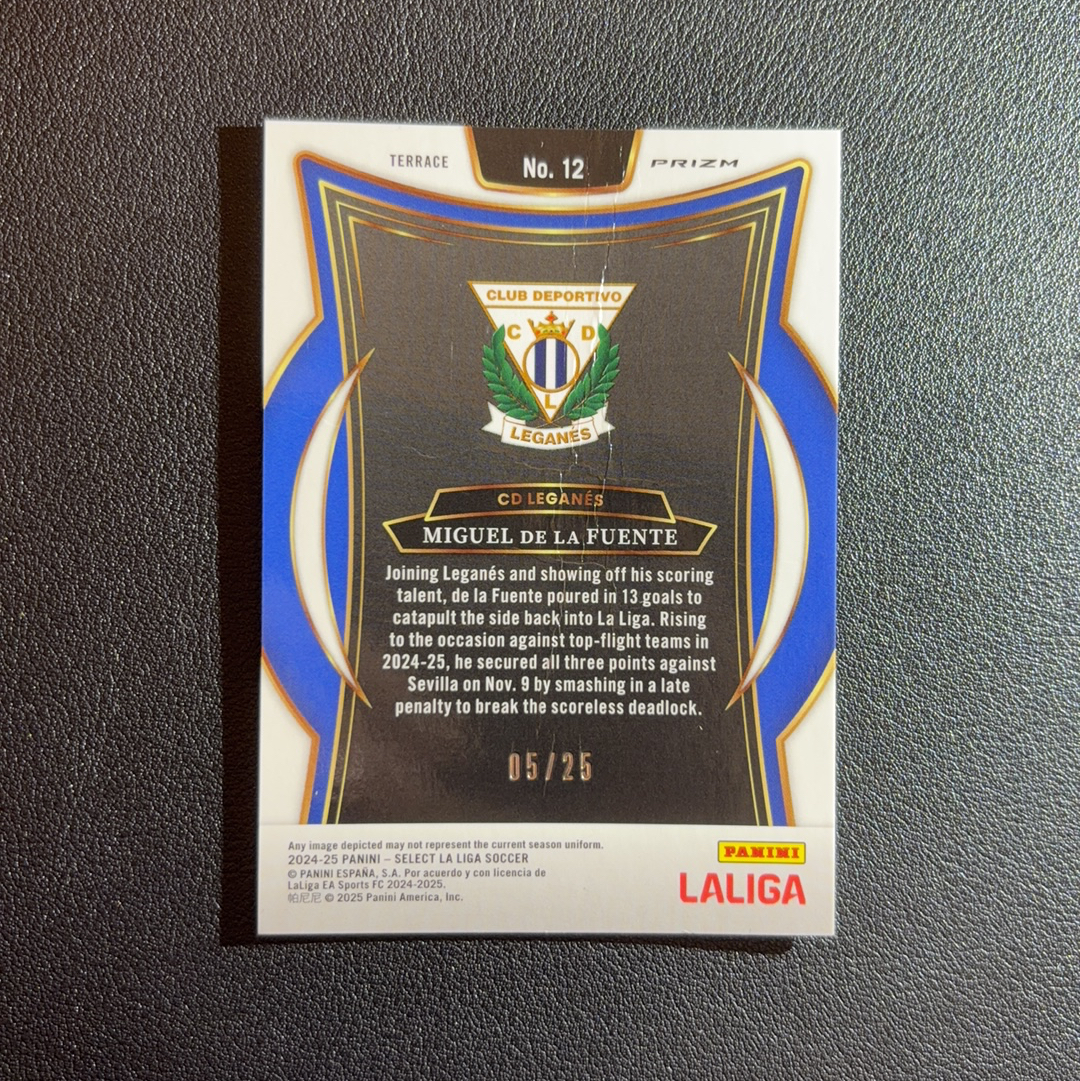 TERRACE
No. 12
PRIZM
CLUB DEPORTIVO
C D
L
LEGANÉS
CD LEGANÉS
MIGUEL DE LA FUENTE
Joining Leganés and showing off his scoring
talent, de la Fuente poured in 13 goals to
catapult the side back into La Liga. Rising
to the occasion against top-flight teams in
2024-25, he secured all three points against
Sevilla on Nov. 9 by smashing in a late
penalty to break the scoreless deadlock.
05/25
Any image depicted may not represent the current season uniform.
2024-25 PANINI – SELECT LA LIGA SOCCER
© PANINI ESPAÑA, S.A. Por acuerdo y con licencia de
LaLiga EA Sports FC 2024-2025.
帕尼尼 © 2025 Panini America, Inc.
PANINI
LALIGA